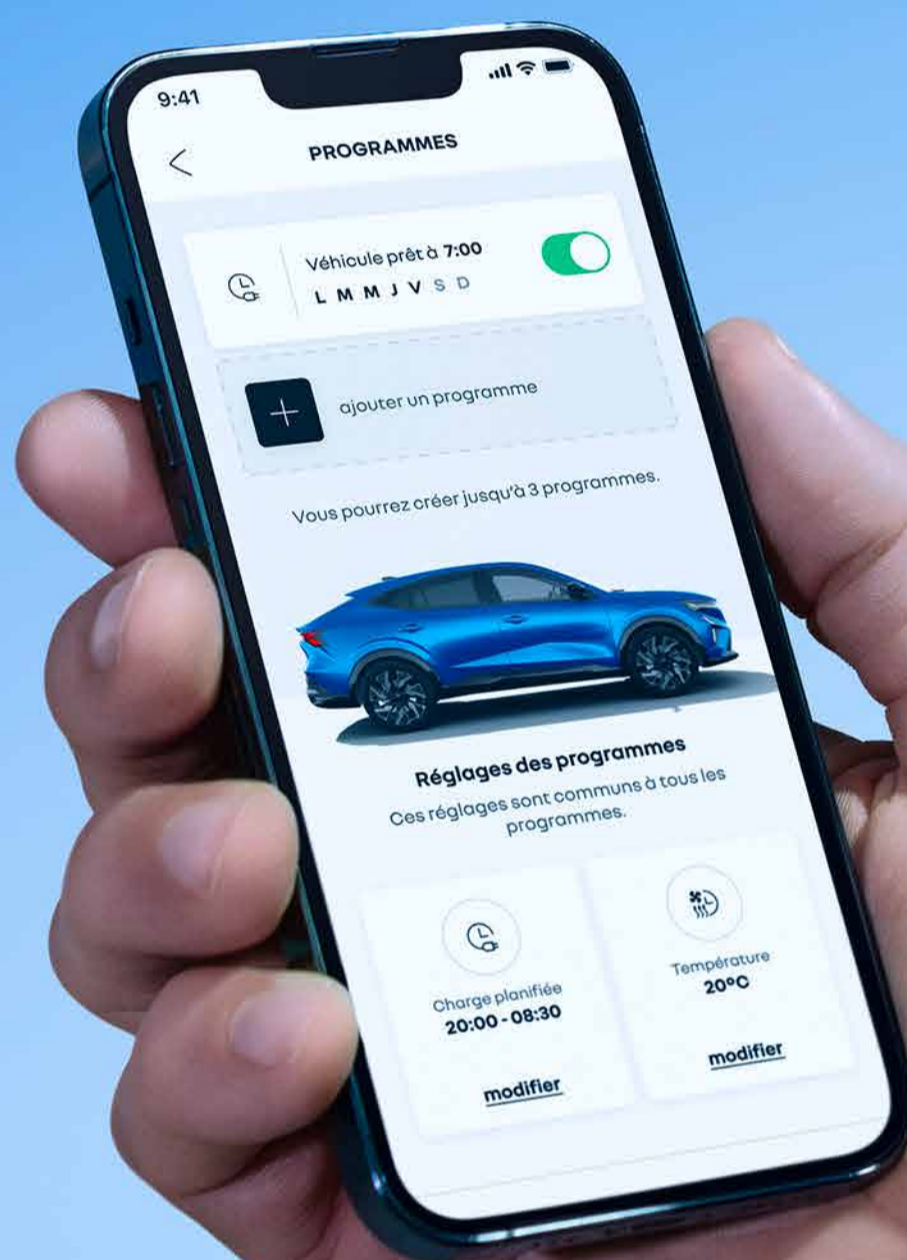 9:41
PROGRAMMES
Véhicule prêt à 7:00
L M M J V S D
ajouter un programme
Vous pourrez créer jusqu'à 3 programmes.
Réglages des programmes
Ces réglages sont communs à tous les
programmes.
Charge planifiée
20:00 - 08:30
modifier
Température
20°C
modifier